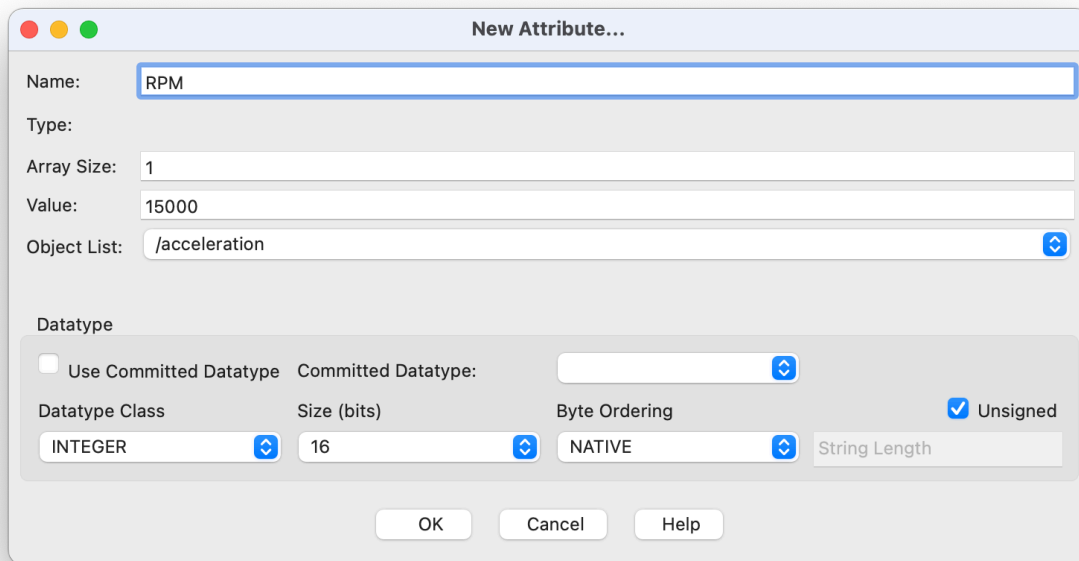 New Attribute...
Name: RPM
Type:
Array Size: 1
Value: 15000
Object List: /acceleration
Datatype
Use Committed Datatype Committed Datatype:
Datatype Class Size (bits) Byte Ordering Unsigned
INTEGER 16 NATIVE String Length
OK Cancel Help